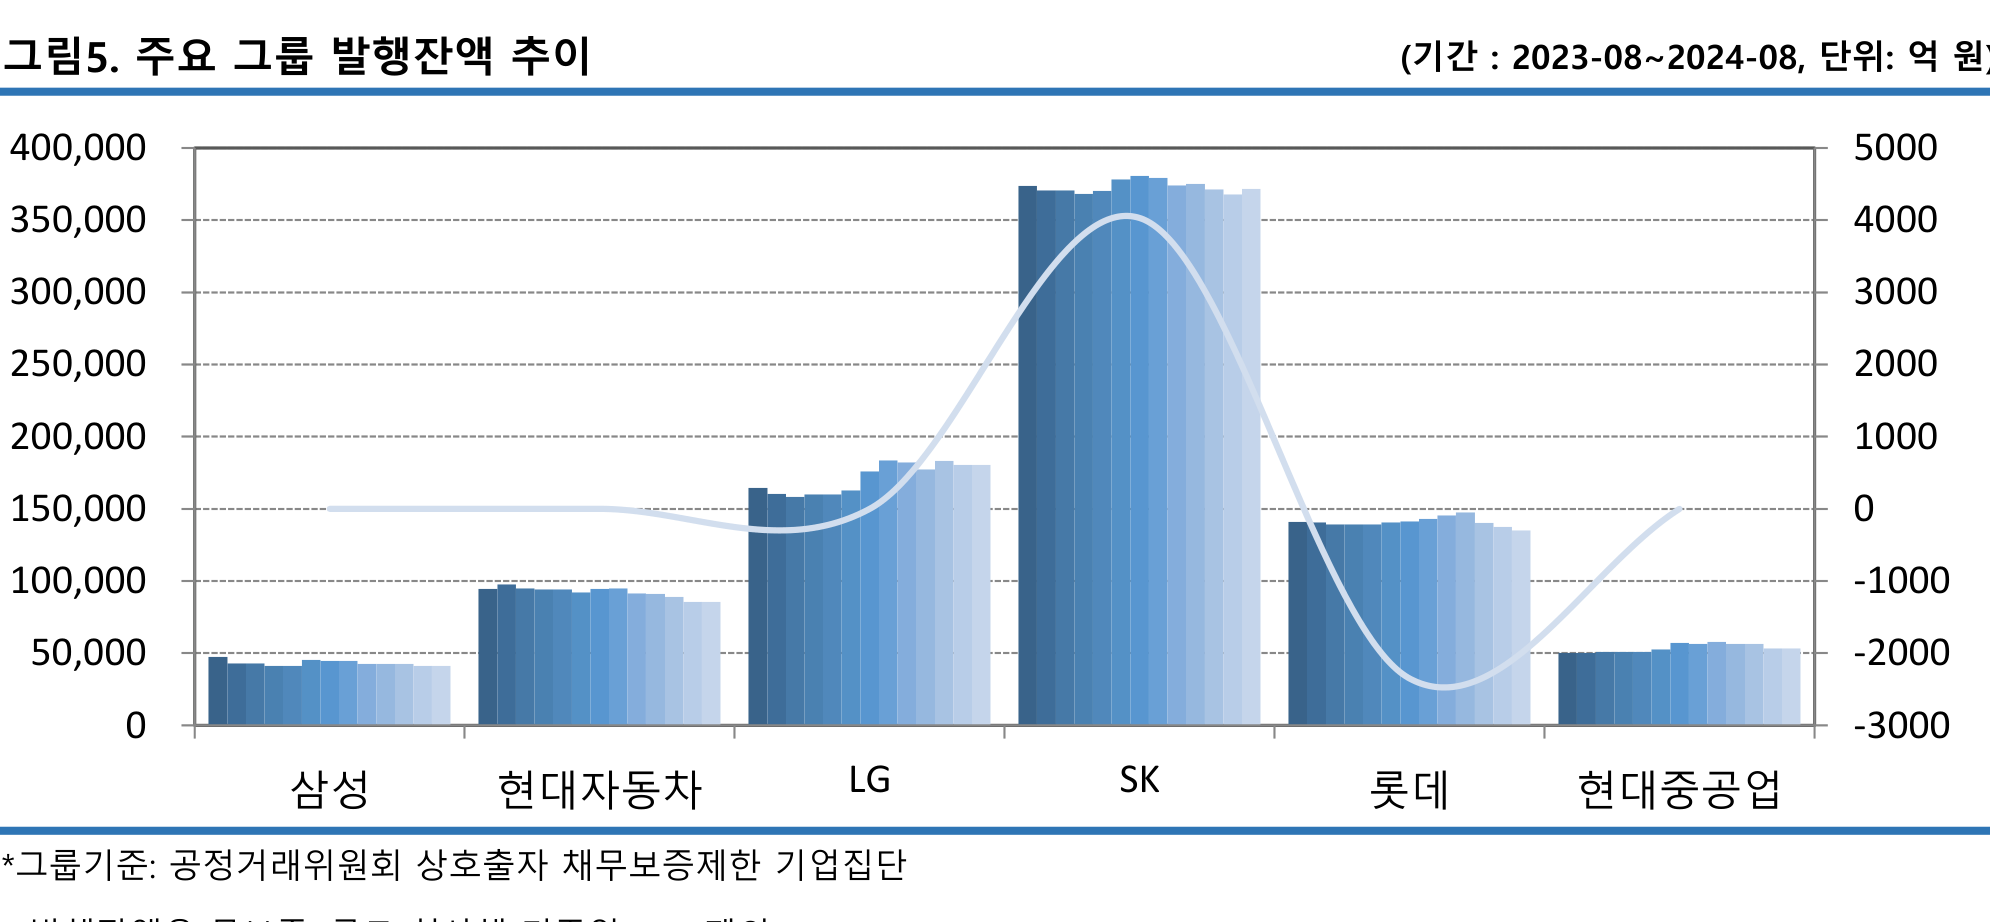 그림5. 주요 그룹 발행잔액 추이
(기간 : 2023-08~2024-08, 단위: 억 원)
400,000 5000
350,000 4000
300,000 3000
250,000 2000
200,000 1000
150,000 0
100,000 -1000
50,000 -2000
0 -3000
삼성 현대자동차 LG SK 롯데 현대중공업
*그룹기준: 공정거래위원회 상호출자 채무보증제한 기업집단